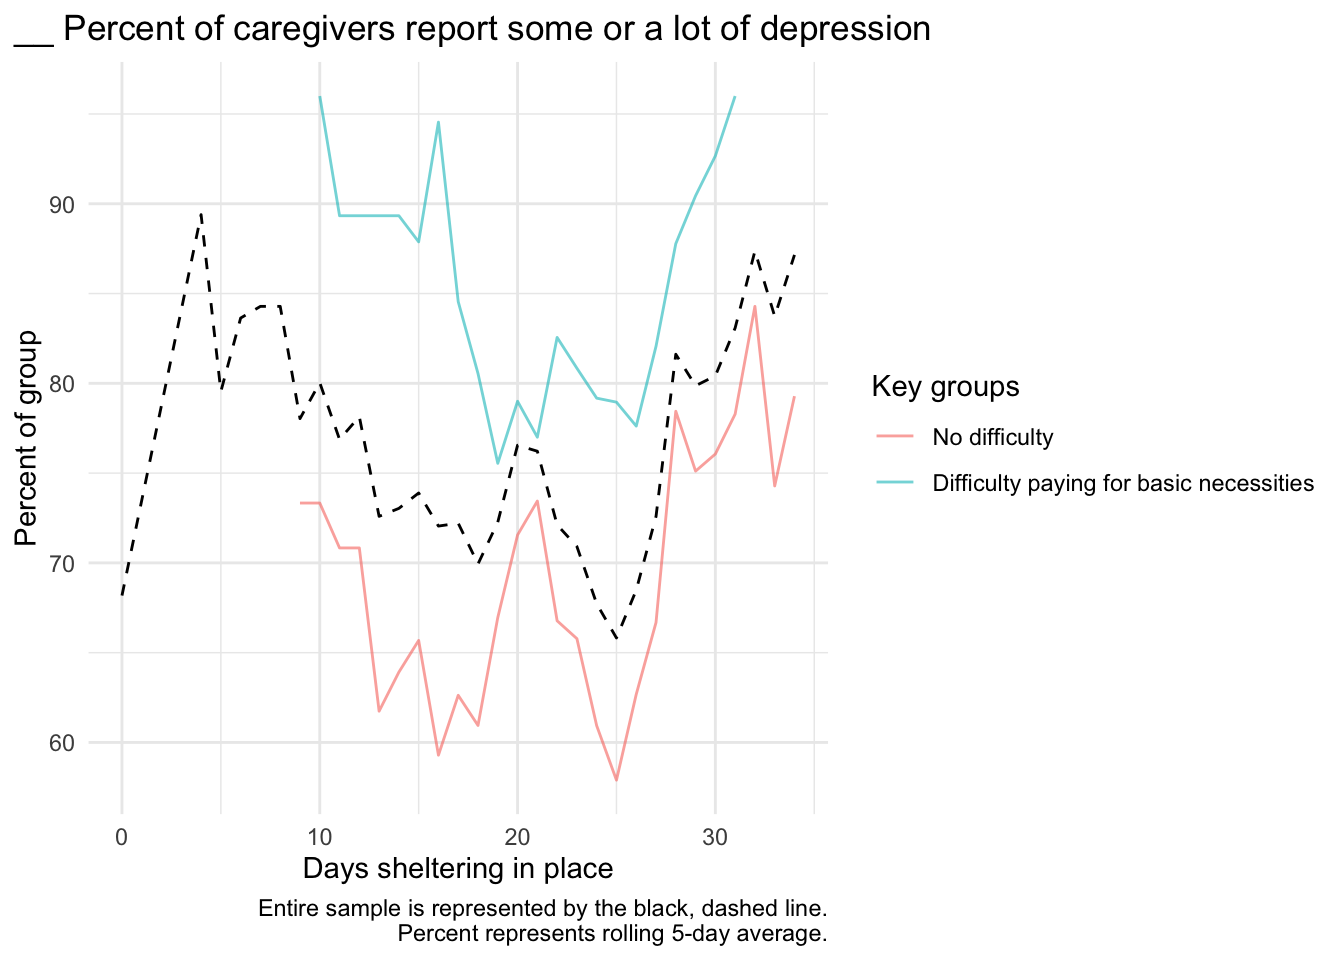 __ Percent of caregivers report some or a lot of depression
Percent of group
90
80
70
60
0 10 20 30
Days sheltering in place
Entire sample is represented by the black, dashed line.
Percent represents rolling 5-day average.
Key groups
No difficulty
Difficulty paying for basic necessities